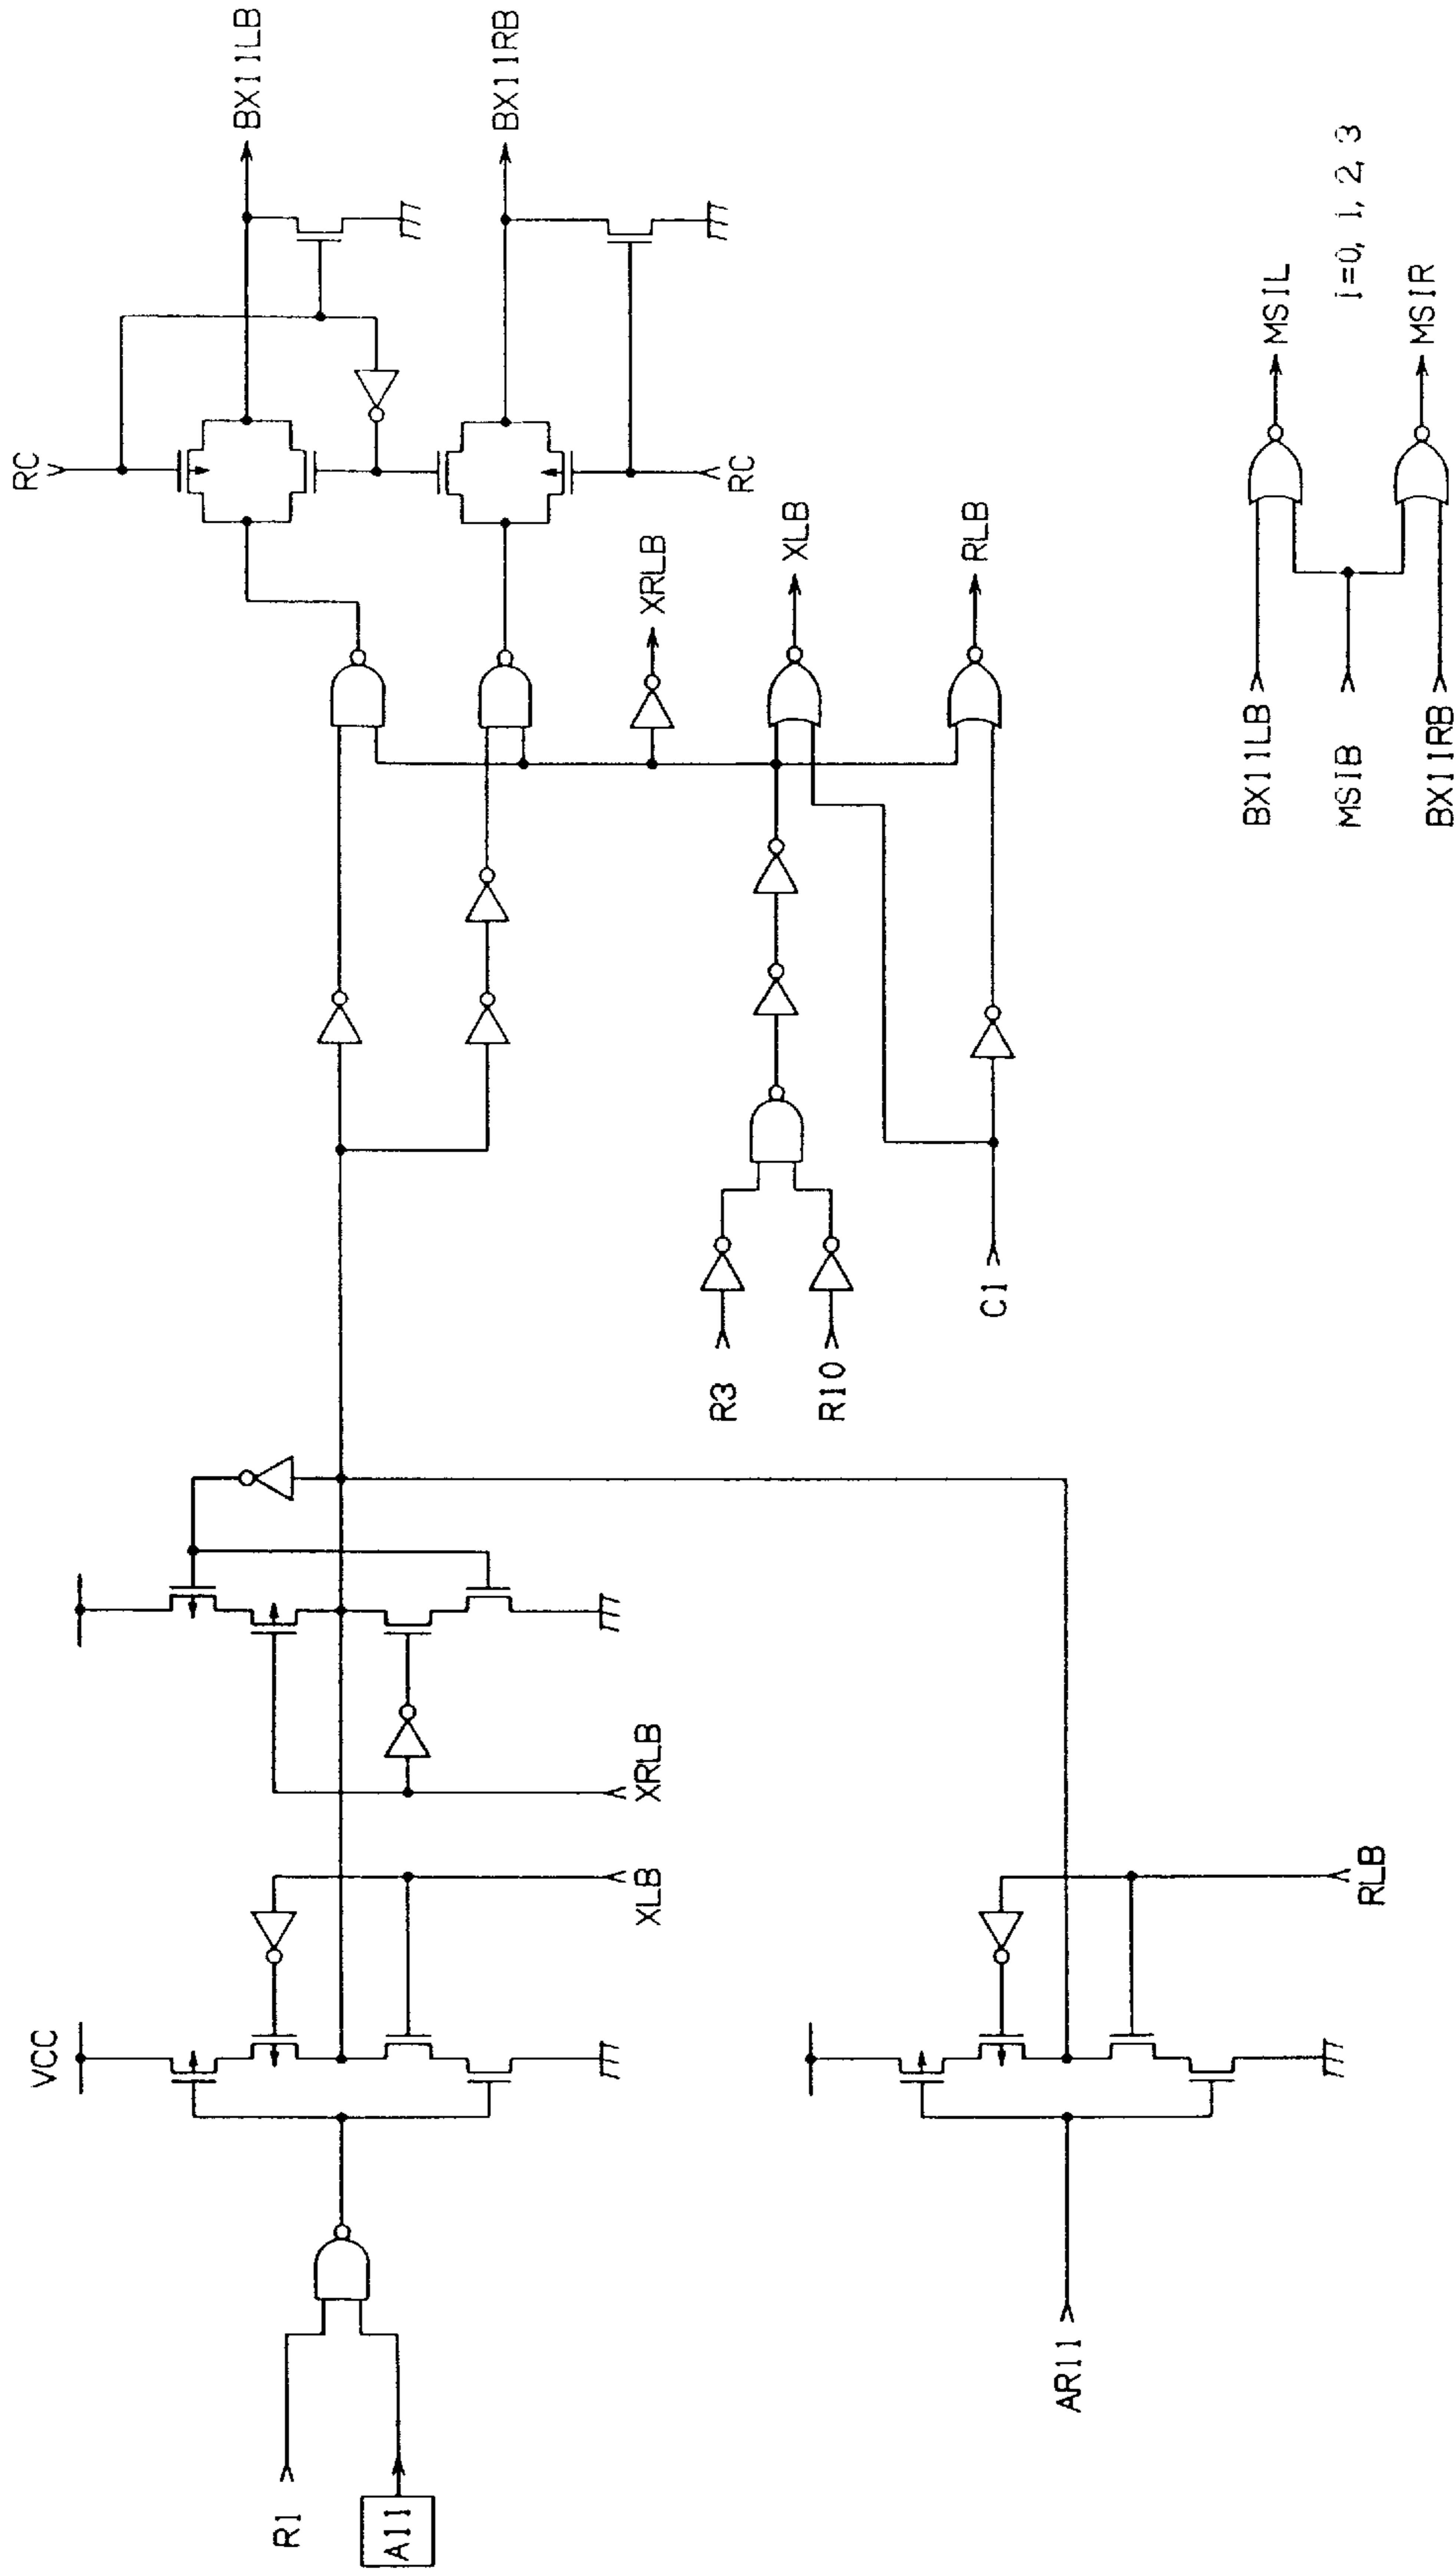 RC
BX11LB
BX11RB
RC
XRLB
XLB
RLB
R3
R10
C1
VCC
XLB
XRLB
R1
A11
AR11
RLB
BX11LB
MSIB
BX11RB
MSIL
MSIR
i=0, 1, 2, 3